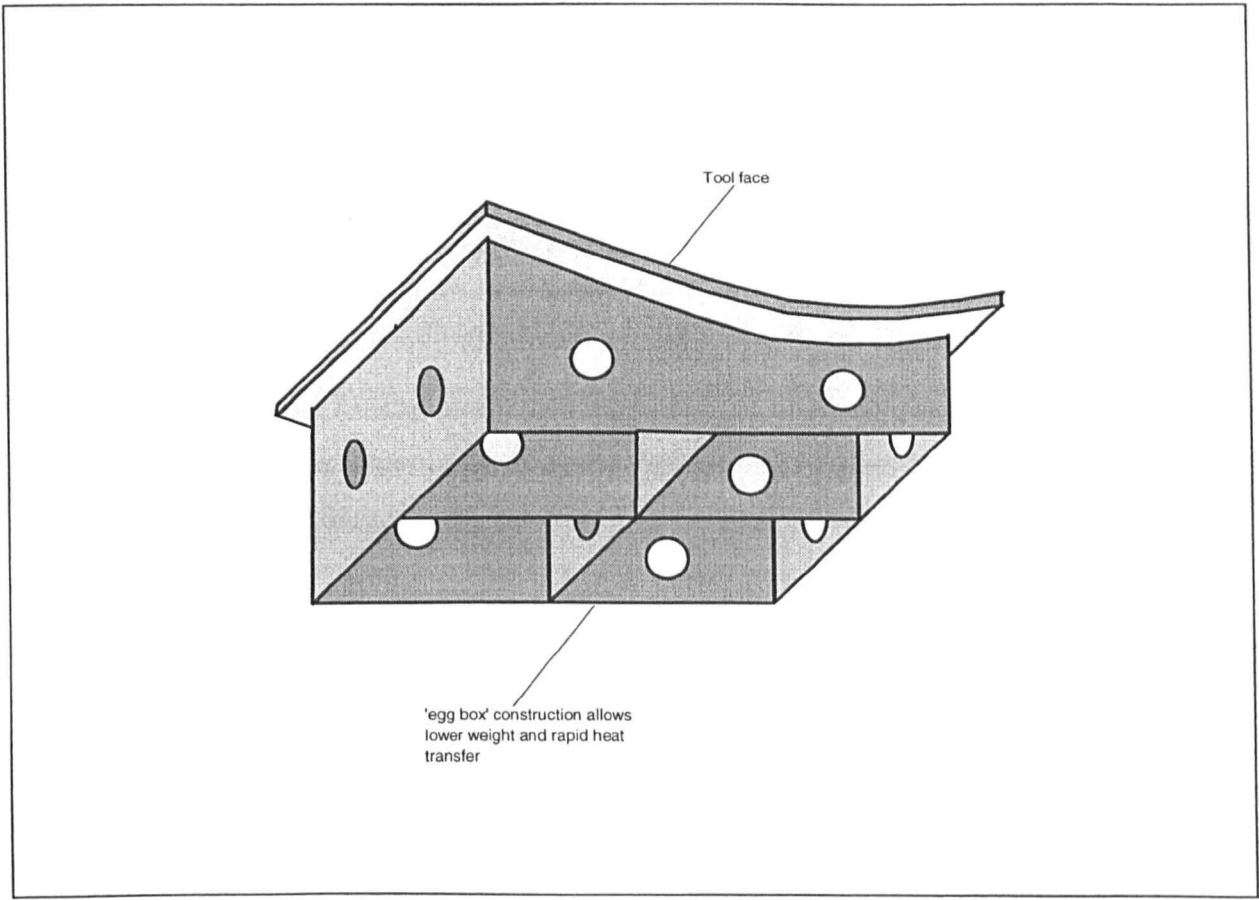 Tool face
'egg box' construction allows
lower weight and rapid heat
transfer